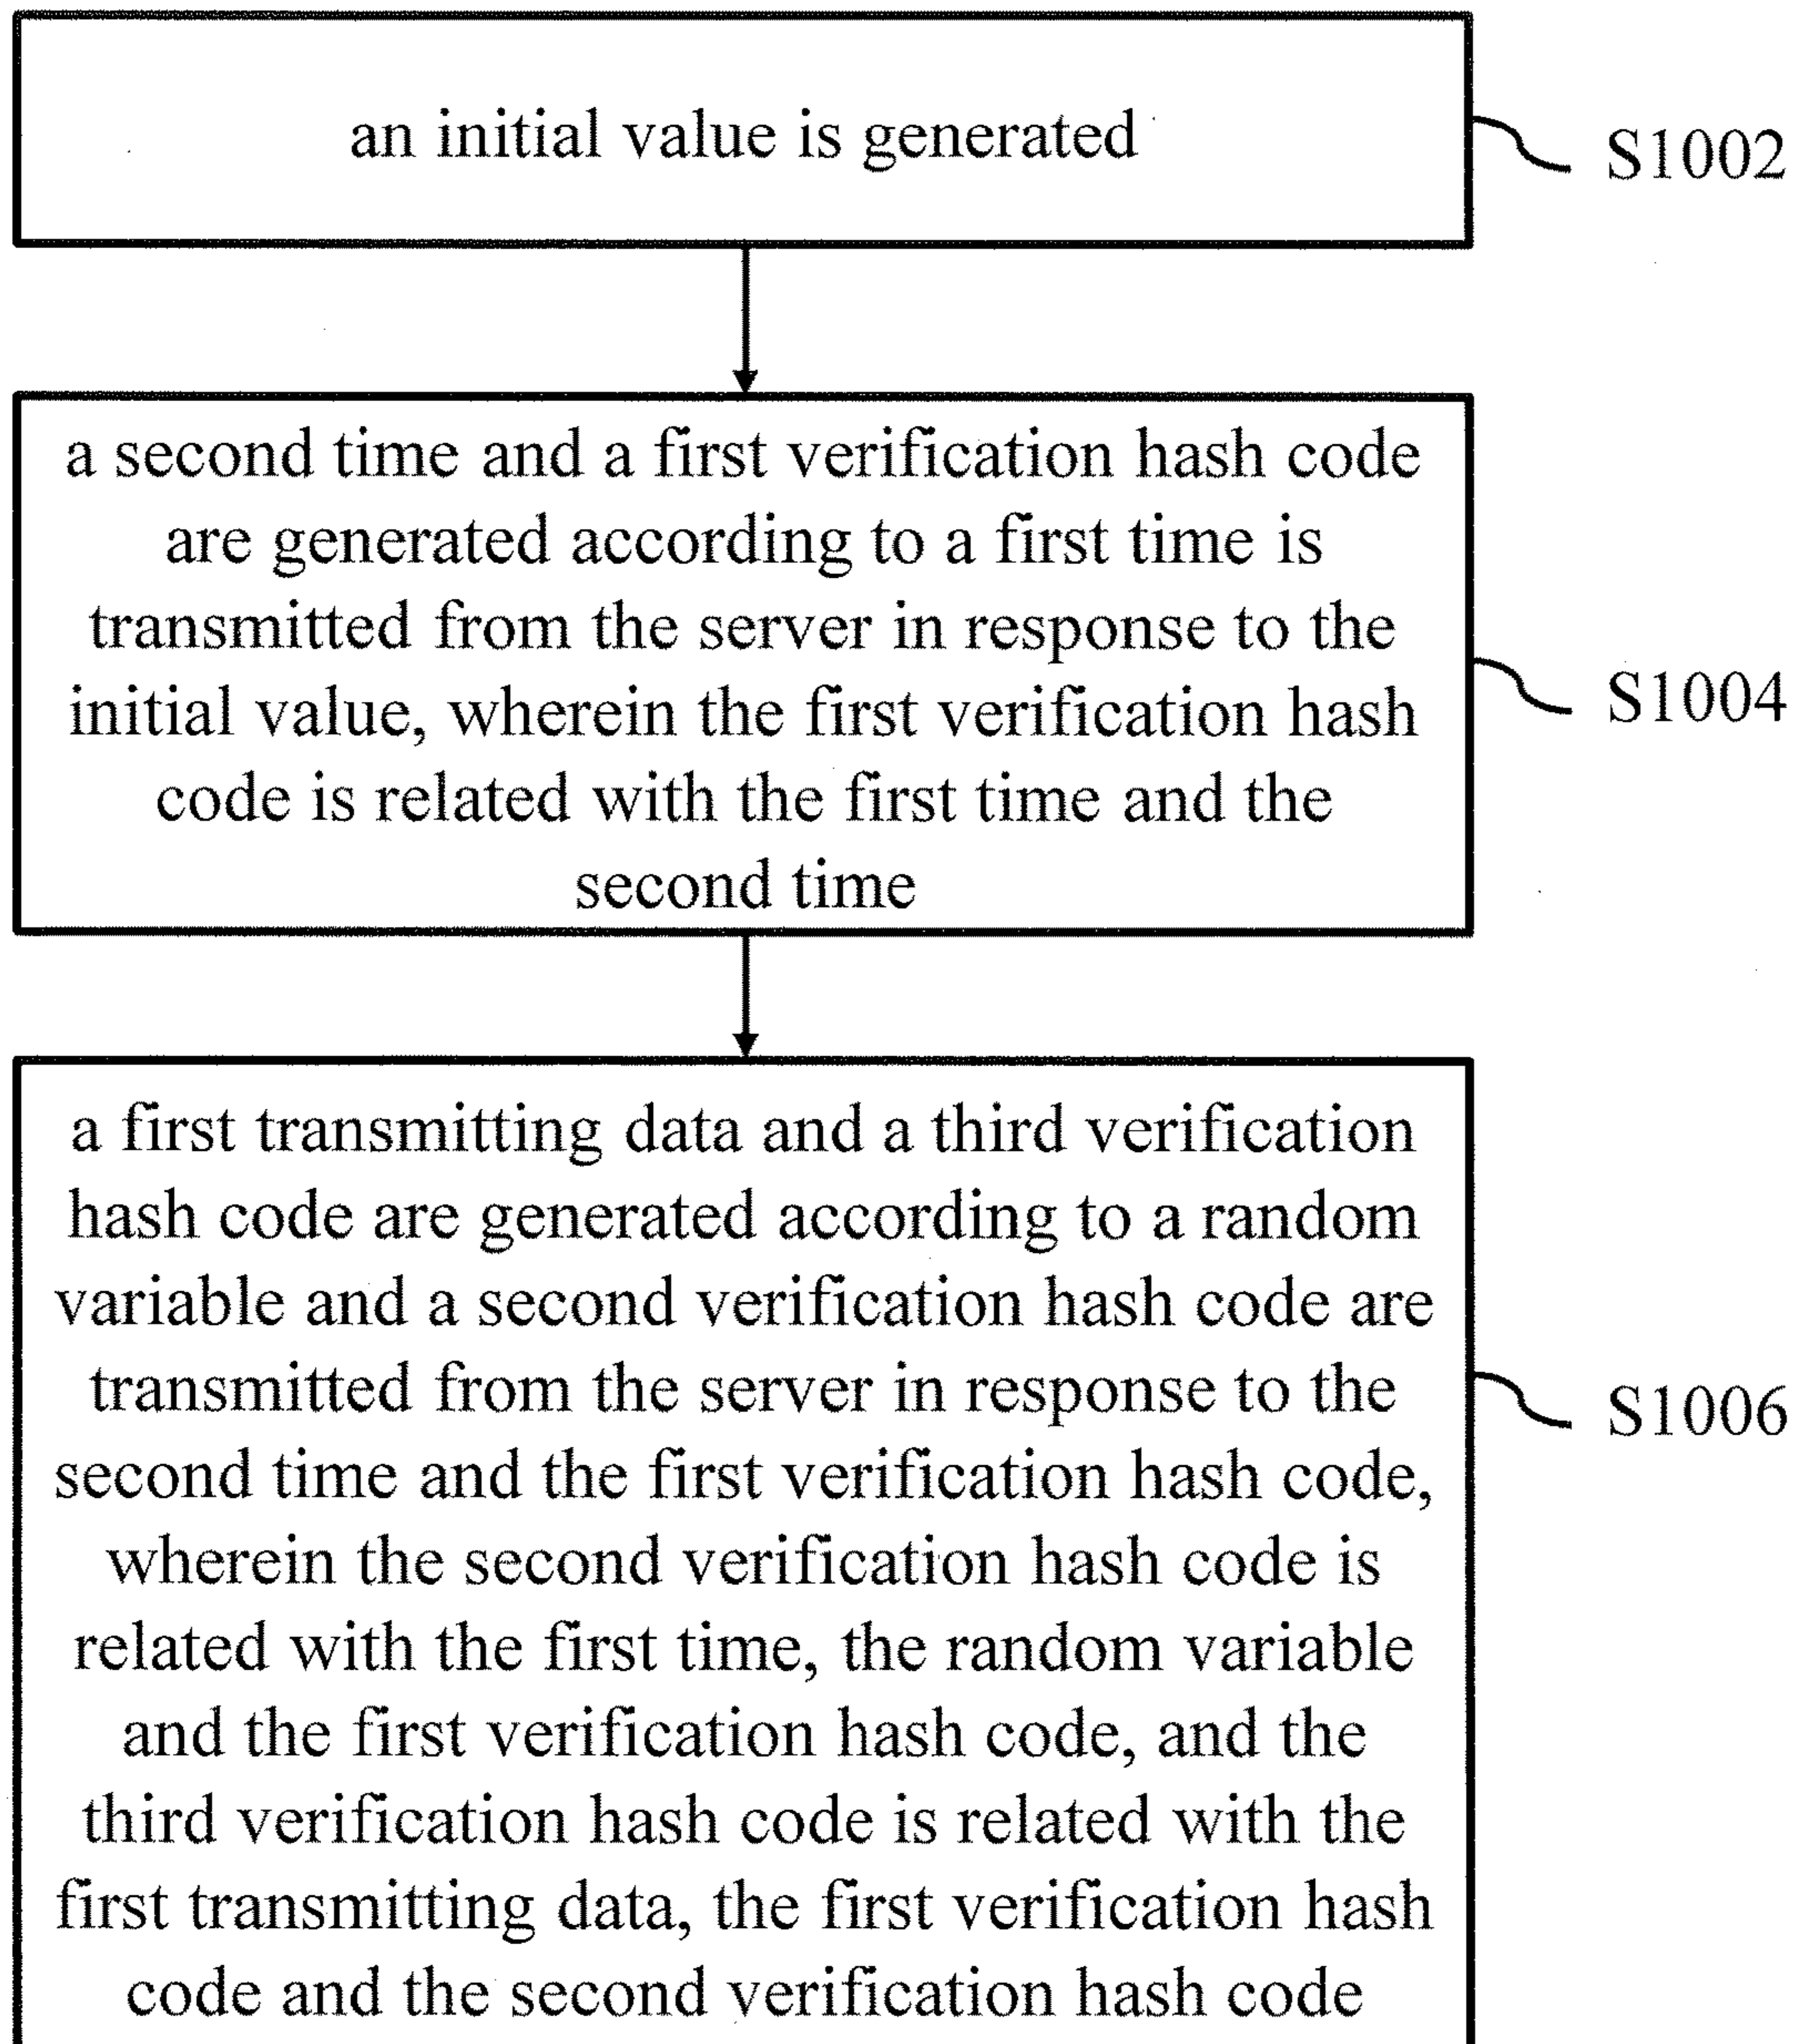 an initial value is generated
S1002
a second time and a first verification hash code
are generated according to a first time is
transmitted from the server in response to the
initial value, wherein the first verification hash
code is related with the first time and the
second time
S1004
a first transmitting data and a third verification
hash code are generated according to a random
variable and a second verification hash code are
transmitted from the server in response to the
second time and the first verification hash code,
wherein the second verification hash code is
related with the first time, the random variable
and the first verification hash code, and the
third verification hash code is related with the
first transmitting data, the first verification hash
code and the second verification hash code
S1006